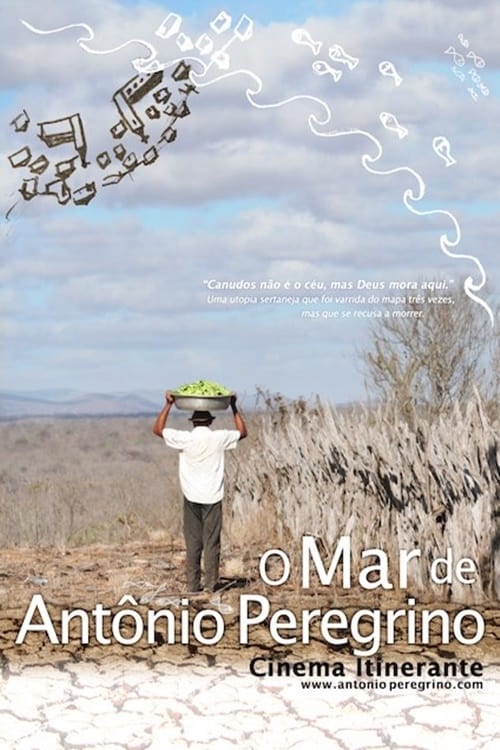 "Canudos não é o céu, mas Deus mora aqui."
Uma utopia sertaneja que foi varrida do mapa três vezes,
mas que se recusa a morrer.
O Mar de
Antônio Peregrino
Cinema Itinerante
www.antonioperegrino.com